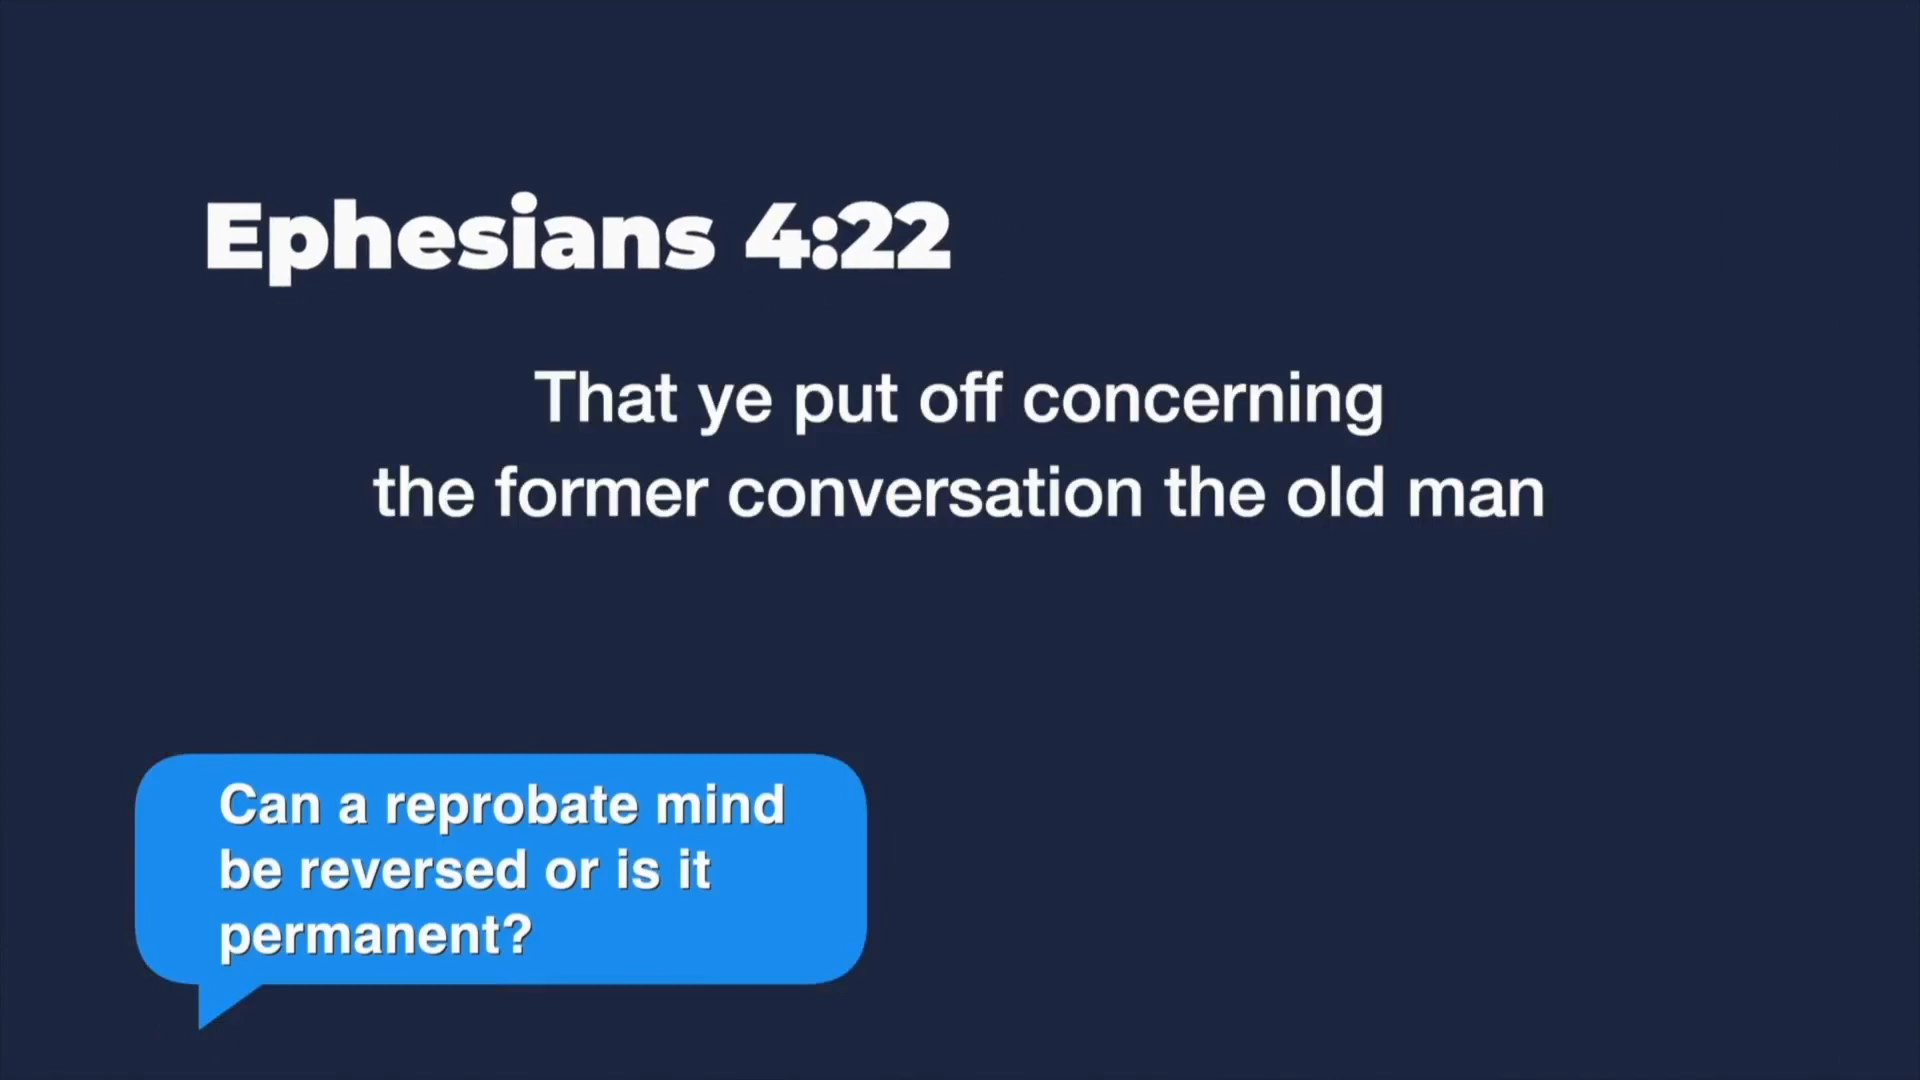 Ephesians 4:22
That ye put off concerning
the former conversation the old man
Can a reprobate mind
be reversed or is it
permanent?